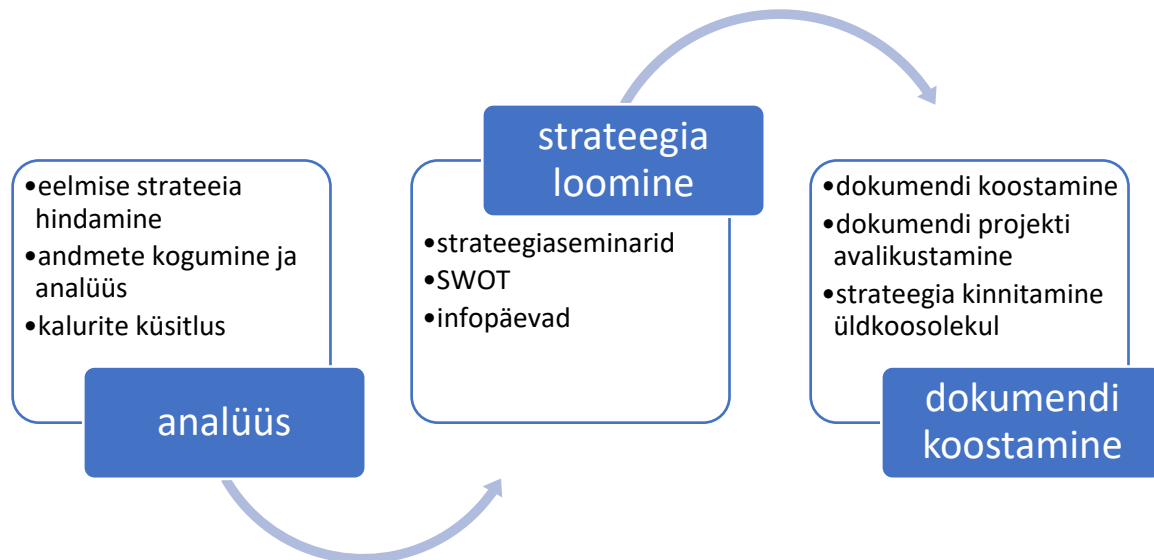 •eelmise strateeia
hindamine
•andmete kogumine ja
analüüs
•kalurite küsitlus
analüüs
strateegia
loomine
•strateegiaseminarid
•SWOT
•infopäevad
•dokumendi koostamine
•dokumendi projekti
avalikustamine
•strateegia kinnitamine
üldkoosolekul
dokumendi
koostamine